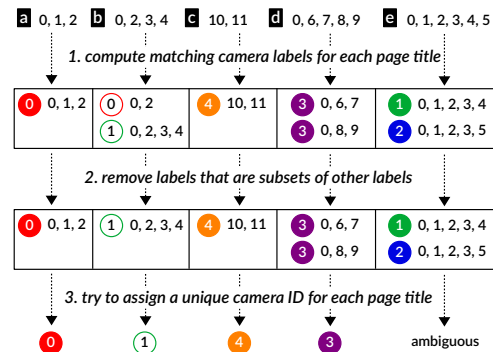 a 0, 1, 2 b 0, 2, 3, 4 c 10, 11 d 0, 6, 7, 8, 9 e 0, 1, 2, 3, 4, 5
1. compute matching camera labels for each page title
0 0, 1, 2 0 0, 2 4 10, 11 3 0, 6, 7 1 0, 1, 2, 3, 4
1 0, 2, 3, 4 3 0, 8, 9 2 0, 1, 2, 3, 5
2. remove labels that are subsets of other labels
0 0, 1, 2 1 0, 2, 3, 4 4 10, 11 3 0, 6, 7 1 0, 1, 2, 3, 4
3 0, 8, 9 2 0, 1, 2, 3, 5
3. try to assign a unique camera ID for each page title
0 1 4 3 ambiguous